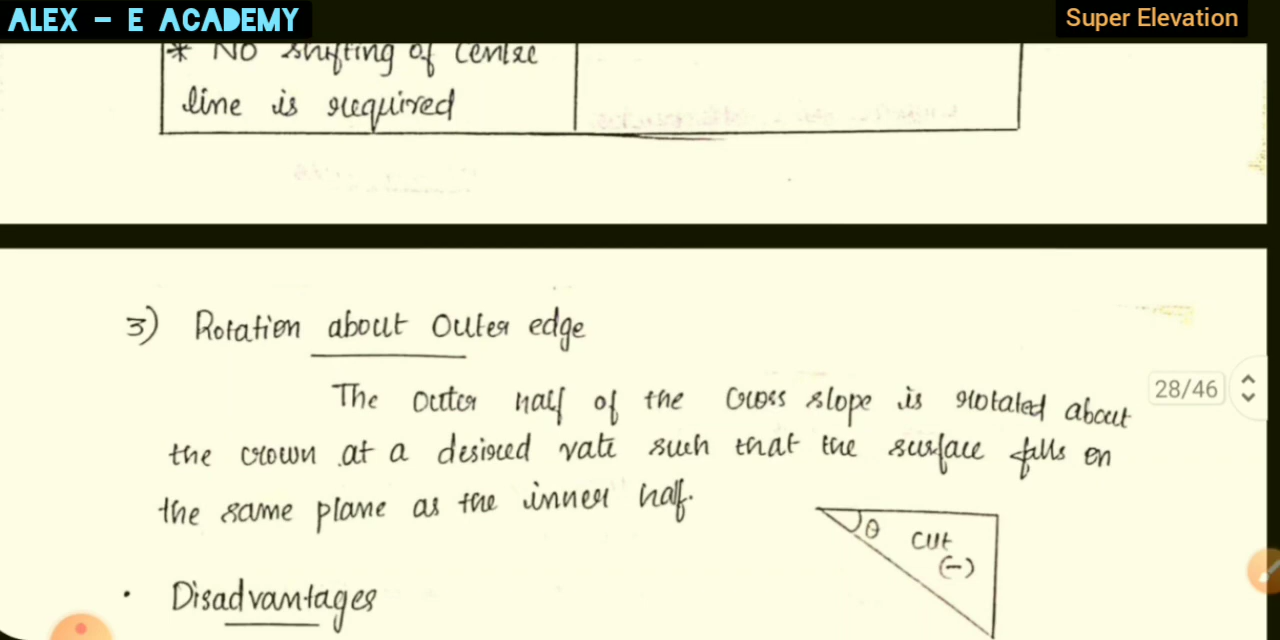 ALEX - E ACADEMY
Super Elevation
* No shifting of centre
line is required
3) Rotation about Outer edge
The outer half of the cross slope is rotated about
the crown at a desired rate such that the surface falls on
the same plane as the inner half.
28/46
θ cut
(-)
• Disadvantages